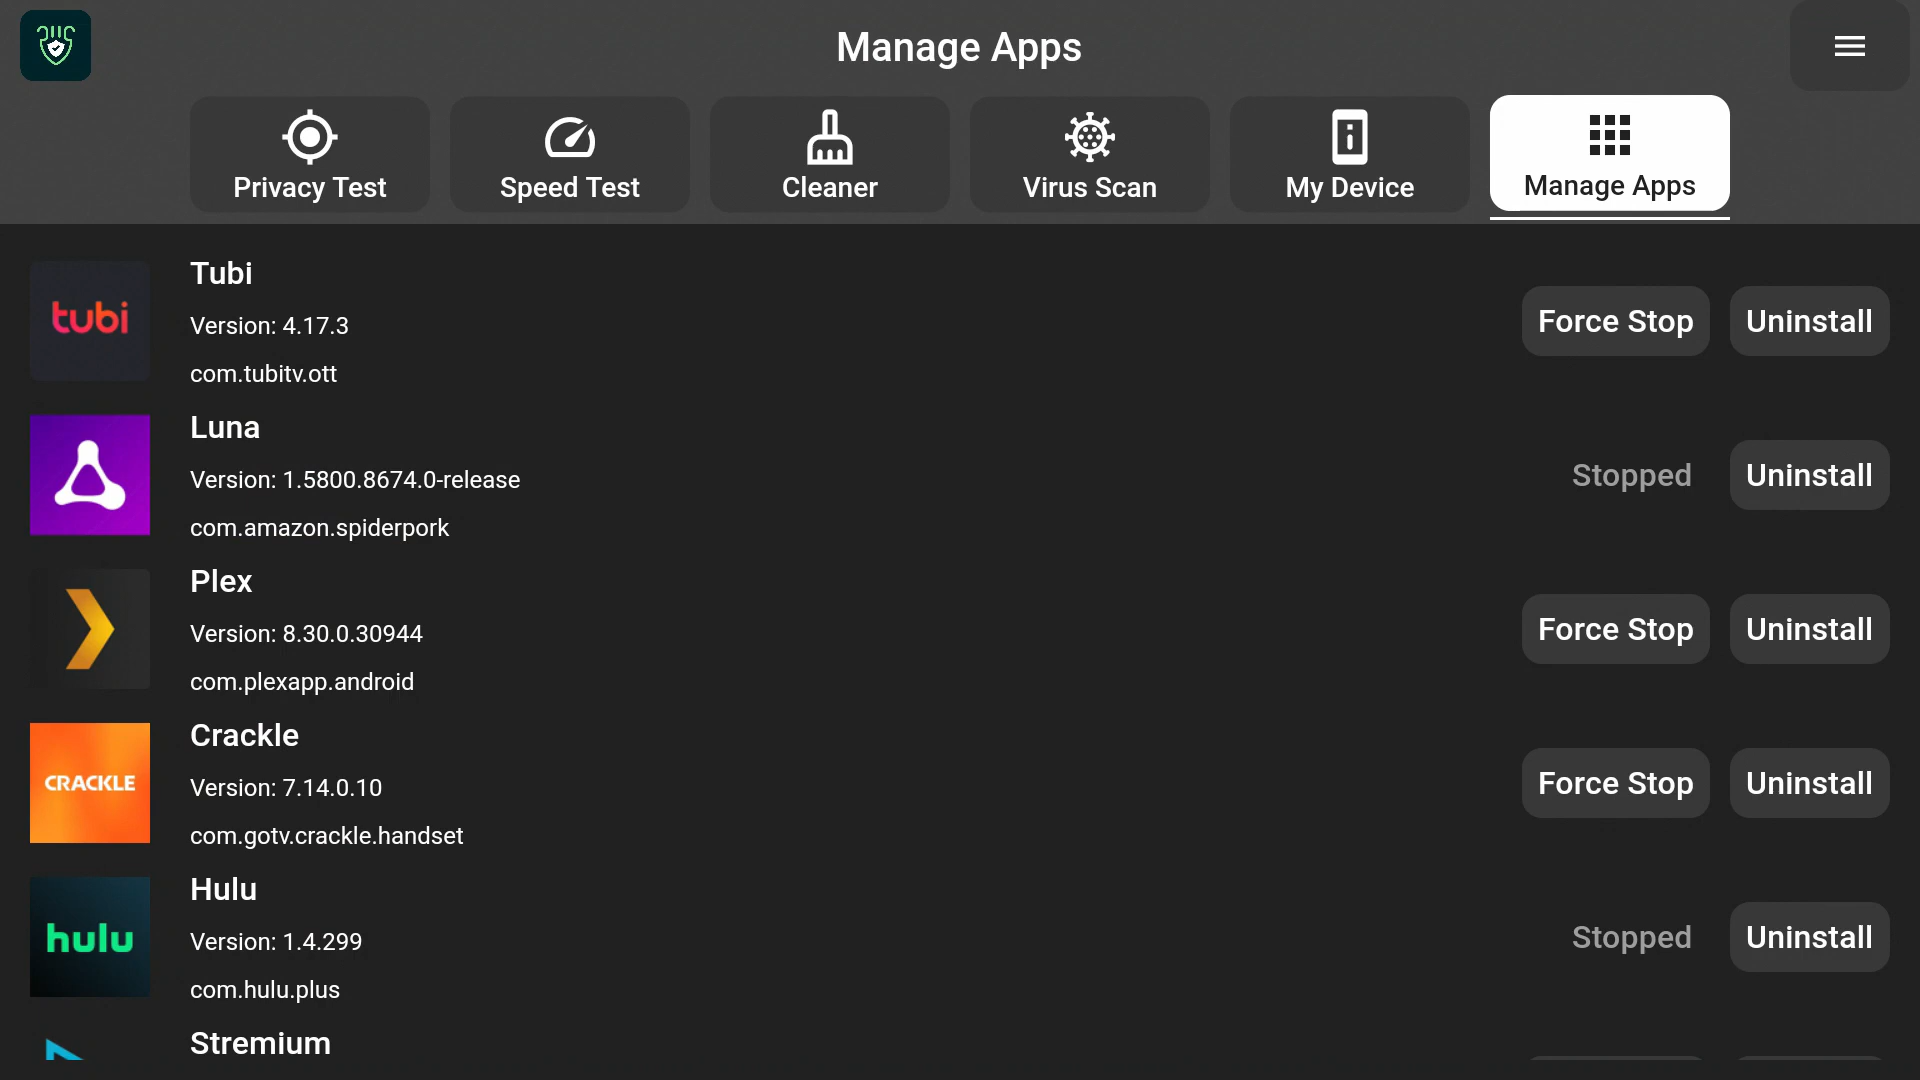 Manage Apps
Privacy Test
Speed Test
Cleaner
Virus Scan
My Device
Manage Apps
tubi
Tubi
Version: 4.17.3
com.tubitv.ott
Force Stop
Uninstall
Luna
Version: 1.5800.8674.0-release
com.amazon.spiderpork
Stopped
Uninstall
Plex
Version: 8.30.0.30944
com.plexapp.android
Force Stop
Uninstall
CRACKLE
Crackle
Version: 7.14.0.10
com.gotv.crackle.handset
Force Stop
Uninstall
hulu
Hulu
Version: 1.4.299
com.hulu.plus
Stopped
Uninstall
Stremium